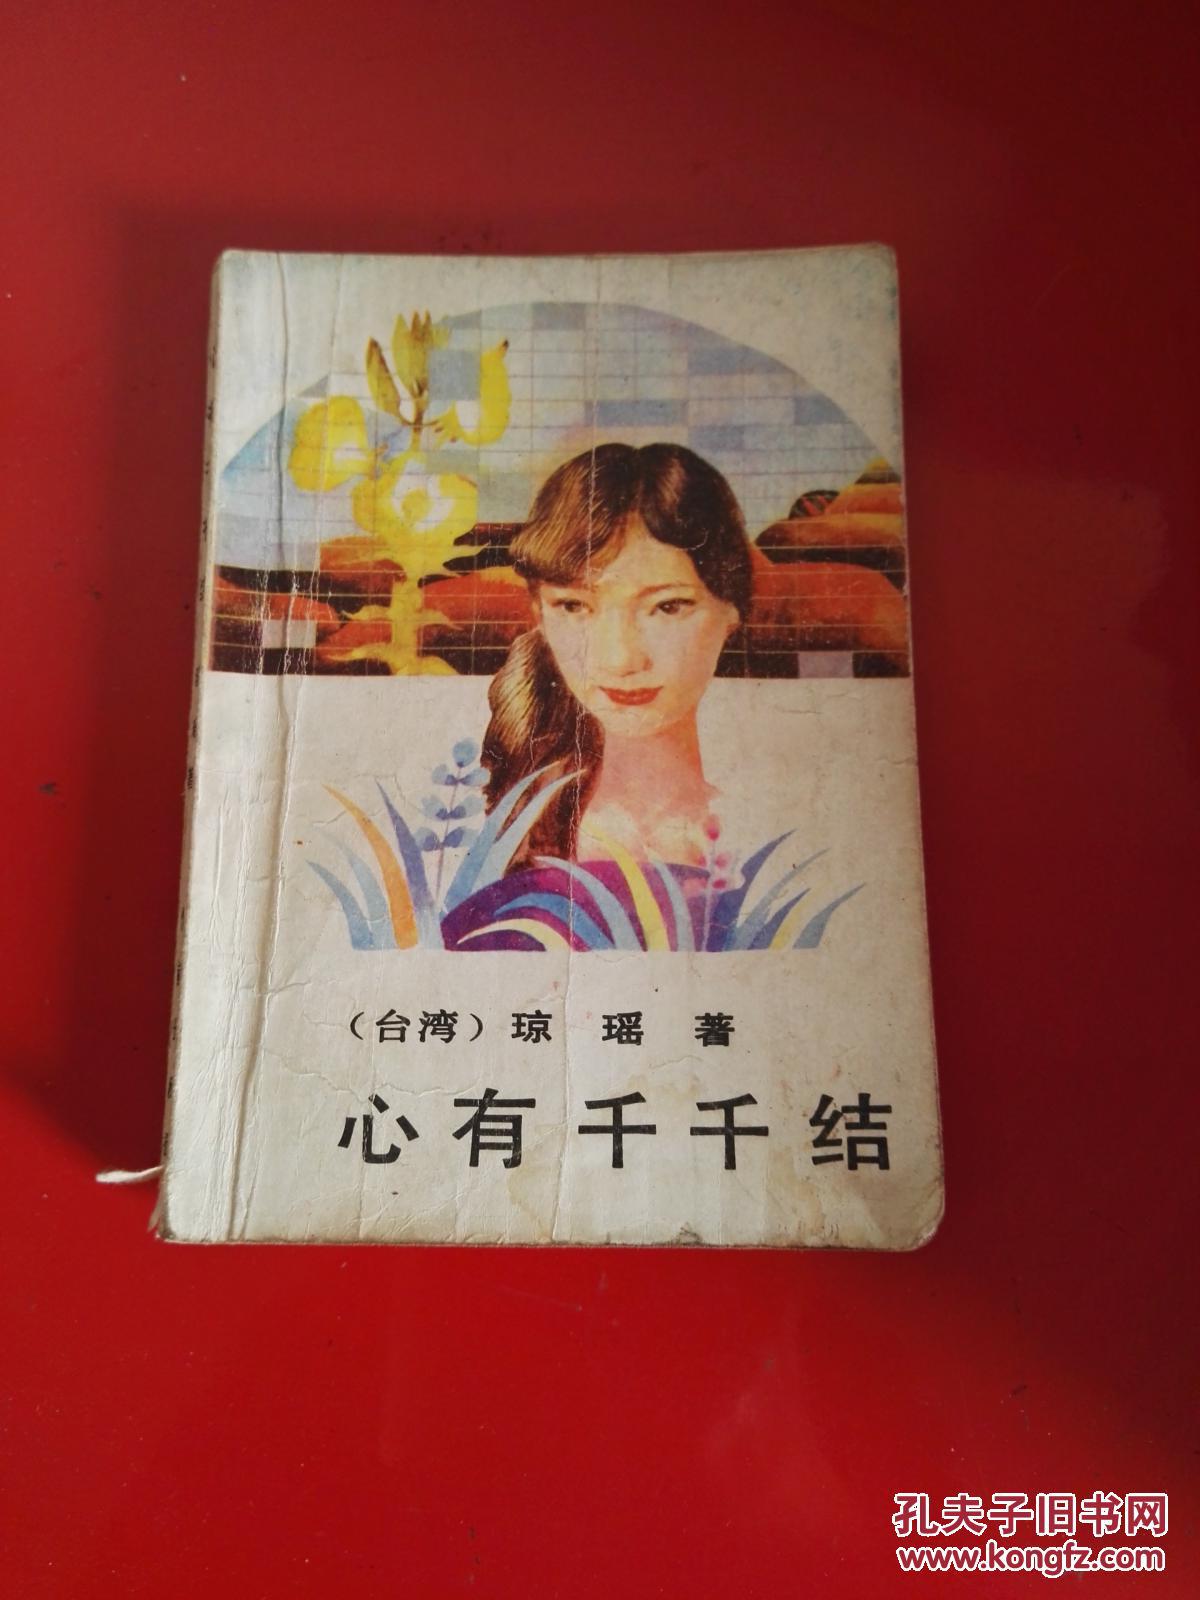 （台湾）琼 瑶 著
心有千千结
孔夫子旧书网
www.kongfz.com